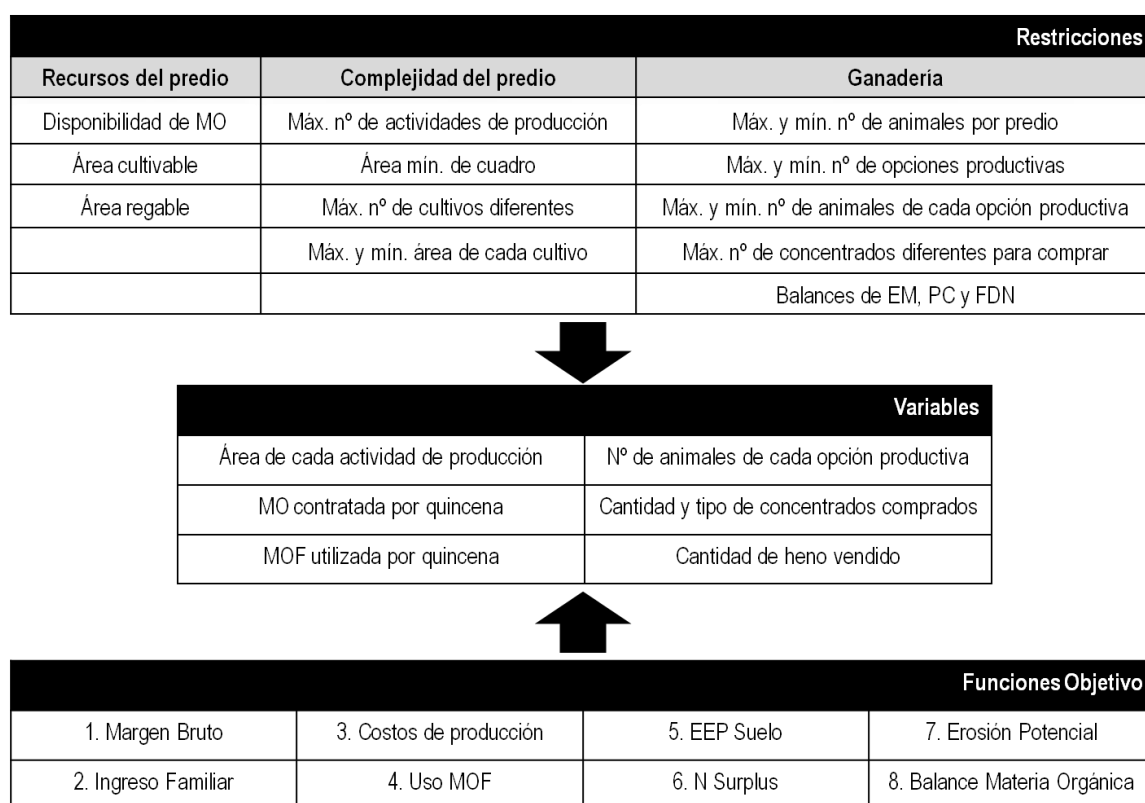 Restricciones
Recursos del predio Complejidad del predio Ganadería
Disponibilidad de MO Máx. nº de actividades de producción Máx. y mín. nº de animales por predio
Área cultivable Área mín. de cuadro Máx. y mín. nº de opciones productivas
Área regable Máx. nº de cultivos diferentes Máx. y mín. nº de animales de cada opción productiva
Máx. y mín. área de cada cultivo Máx. nº de concentrados diferentes para comprar
Balances de EM, PC y FDN
Variables
Área de cada actividad de producción Nº de animales de cada opción productiva
MO contratada por quincena Cantidad y tipo de concentrados comprados
MOF utilizada por quincena Cantidad de heno vendido
Funciones Objetivo
1. Margen Bruto 3. Costos de producción 5. EEP Suelo 7. Erosión Potencial
2. Ingreso Familiar 4. Uso MOF 6. N Surplus 8. Balance Materia Orgánica